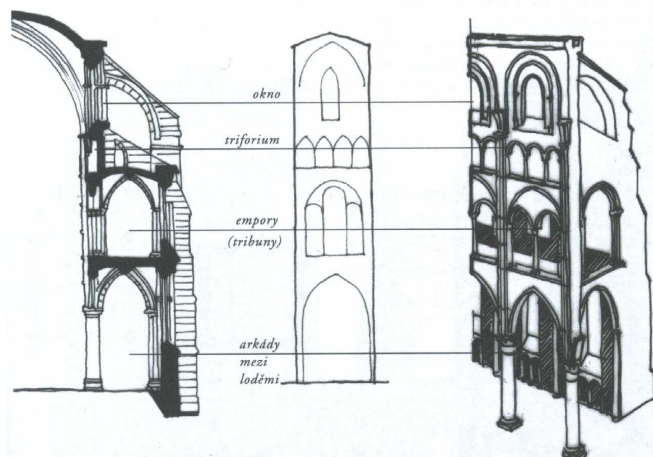 okno
triforium
empory
(tribuny)
arkády
mezi
loděmi